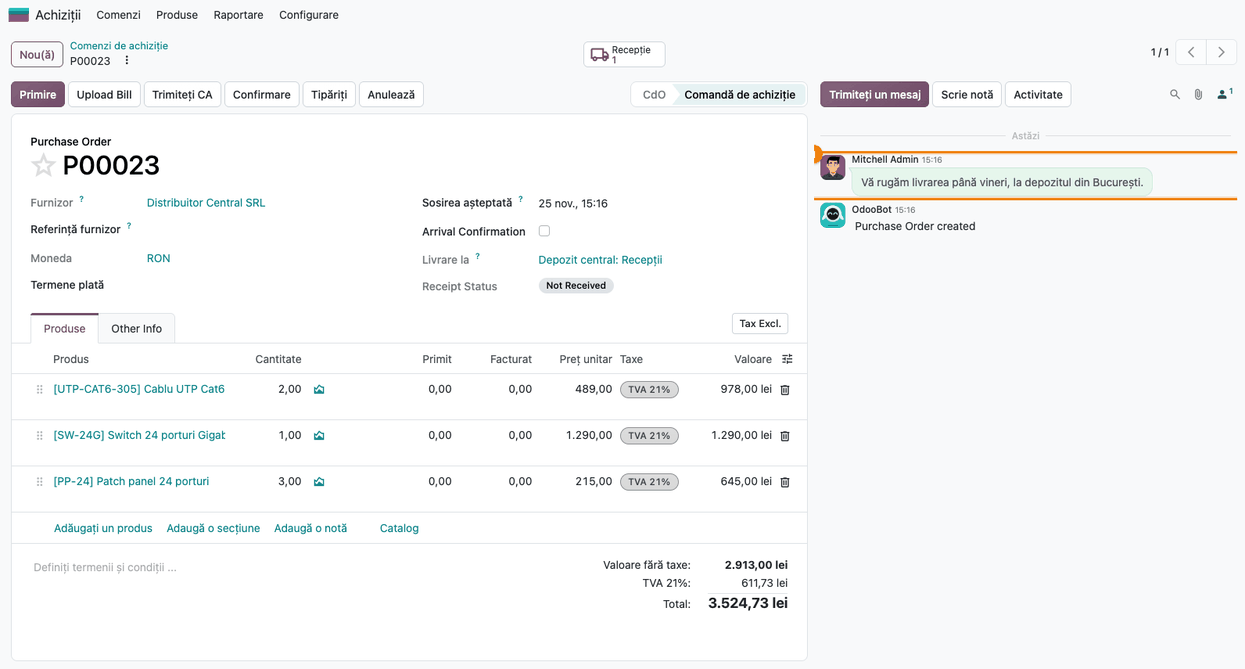 Achiziții Comenzi Produse Raportare Configurare
Nou(ă) Comenzi de achiziție
P00023
Recepție
1
1 / 1
Primire Upload Bill Trimiteți CA Confirmare Tipăriți Anulează CdO Comandă de achiziție Trimiteți un mesaj Scrie notă Activitate 1
Purchase Order
P00023
Furnizor ? Distribuitor Central SRL
Referință furnizor ?
Moneda RON
Termene plată
Sosirea așteptată ? 25 nov., 15:16
Arrival Confirmation
Livrare la ? Depozit central: Recepții
Receipt Status Not Received
Produse Other Info Tax Excl.
Produs Cantitate Primit Facturat Preț unitar Taxe Valoare
[UTP-CAT6-305] Cablu UTP Cat6 2,00 0,00 0,00 489,00 TVA 21% 978,00 lei
[SW-24G] Switch 24 porturi Gigab 1,00 0,00 0,00 1.290,00 TVA 21% 1.290,00 lei
[PP-24] Patch panel 24 porturi 3,00 0,00 0,00 215,00 TVA 21% 645,00 lei
Adăugați un produs Adaugă o secțiune Adaugă o notă Catalog
Definiți termenii și condiții ...
Valoare fără taxe: 2.913,00 lei
TVA 21%: 611,73 lei
Total: 3.524,73 lei
Astăzi
Mitchell Admin 15:16
Vă rugăm livrarea până vineri, la depozitul din București.
OdooBot 15:16
Purchase Order created